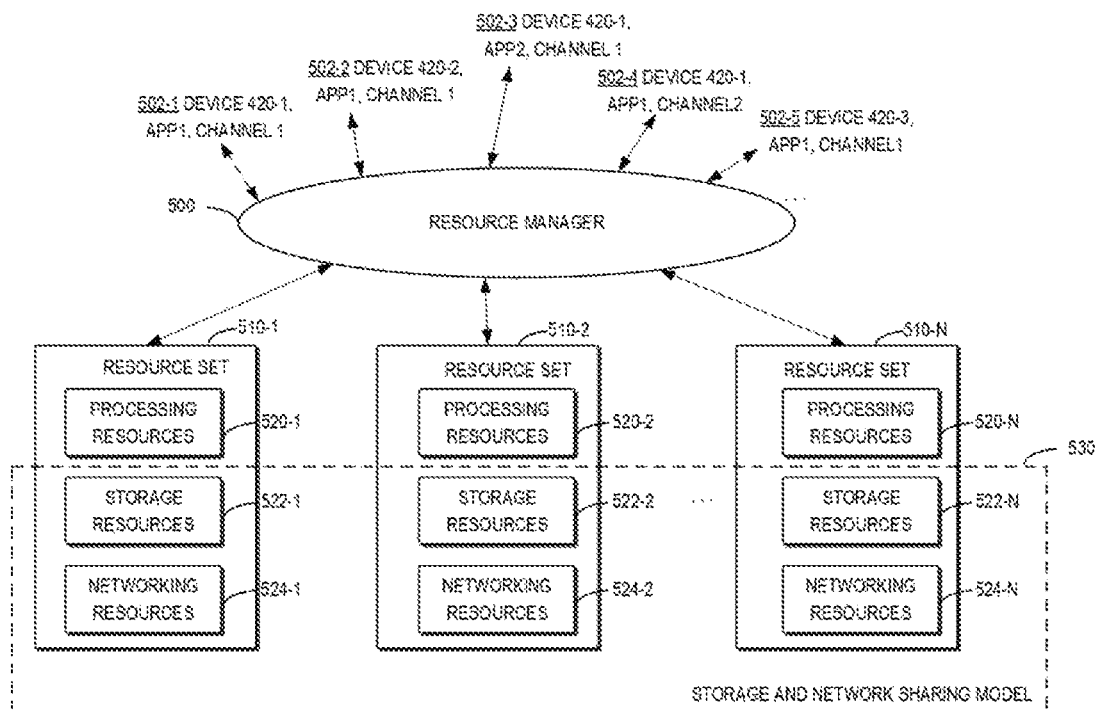 502-3 DEVICE 420-1,
APP2, CHANNEL 1
502-2 DEVICE 420-2,
APP1, CHANNEL 1
502-4 DEVICE 420-1,
APP1, CHANNEL2
502-1 DEVICE 420-1,
APP1, CHANNEL 1
502-5 DEVICE 420-3,
APP1, CHANNEL1
500
RESOURCE MANAGER
...
510-1
510-2
510-N
RESOURCE SET
RESOURCE SET
RESOURCE SET
PROCESSING
RESOURCES
520-1
PROCESSING
RESOURCES
520-2
PROCESSING
RESOURCES
520-N
530
STORAGE
RESOURCES
522-1
STORAGE
RESOURCES
522-2
...
STORAGE
RESOURCES
522-N
NETWORKING
RESOURCES
524-1
NETWORKING
RESOURCES
524-2
NETWORKING
RESOURCES
524-N
STORAGE AND NETWORK SHARING MODEL